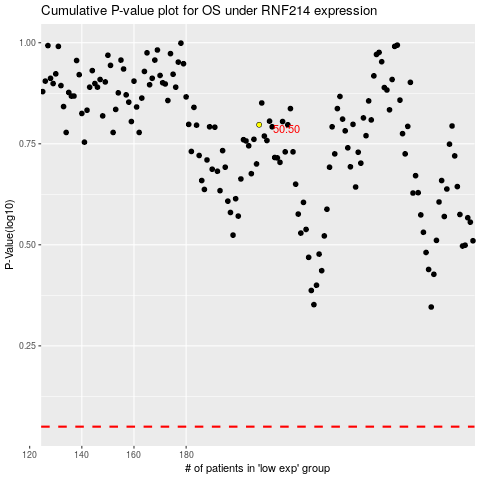 Cumulative P-value plot for OS under RNF214 expression
1.00
0.75
0.50
0.25
P-Value(log10)
50.50
120 140 160 180
# of patients in 'low exp' group